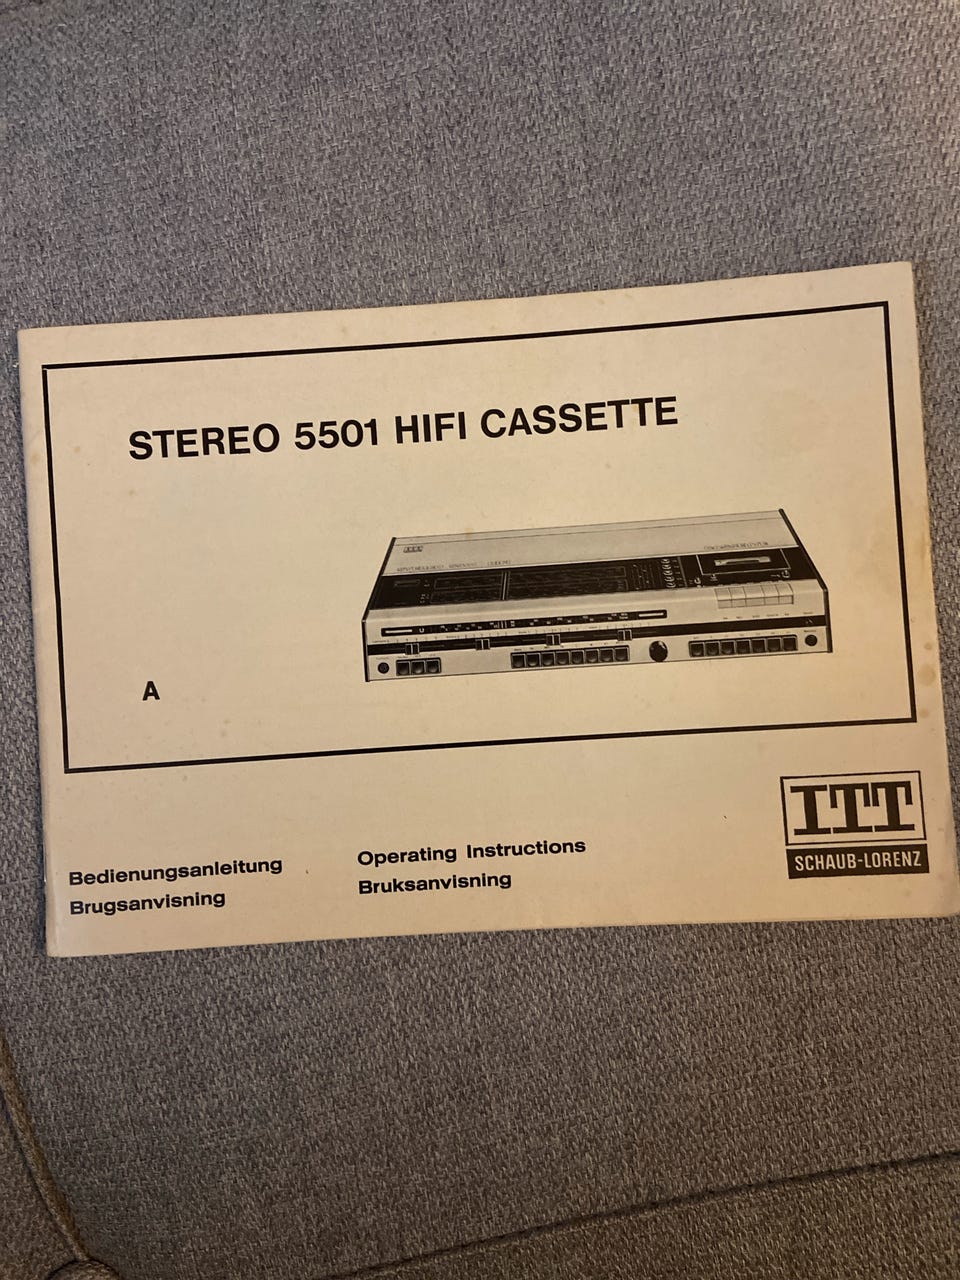 STEREO 5501 HIFI CASSETTE
A
Bedienungsanleitung
Brugsanvisning
Operating Instructions
Bruksanvisning
ITT
SCHAUB-LORENZ